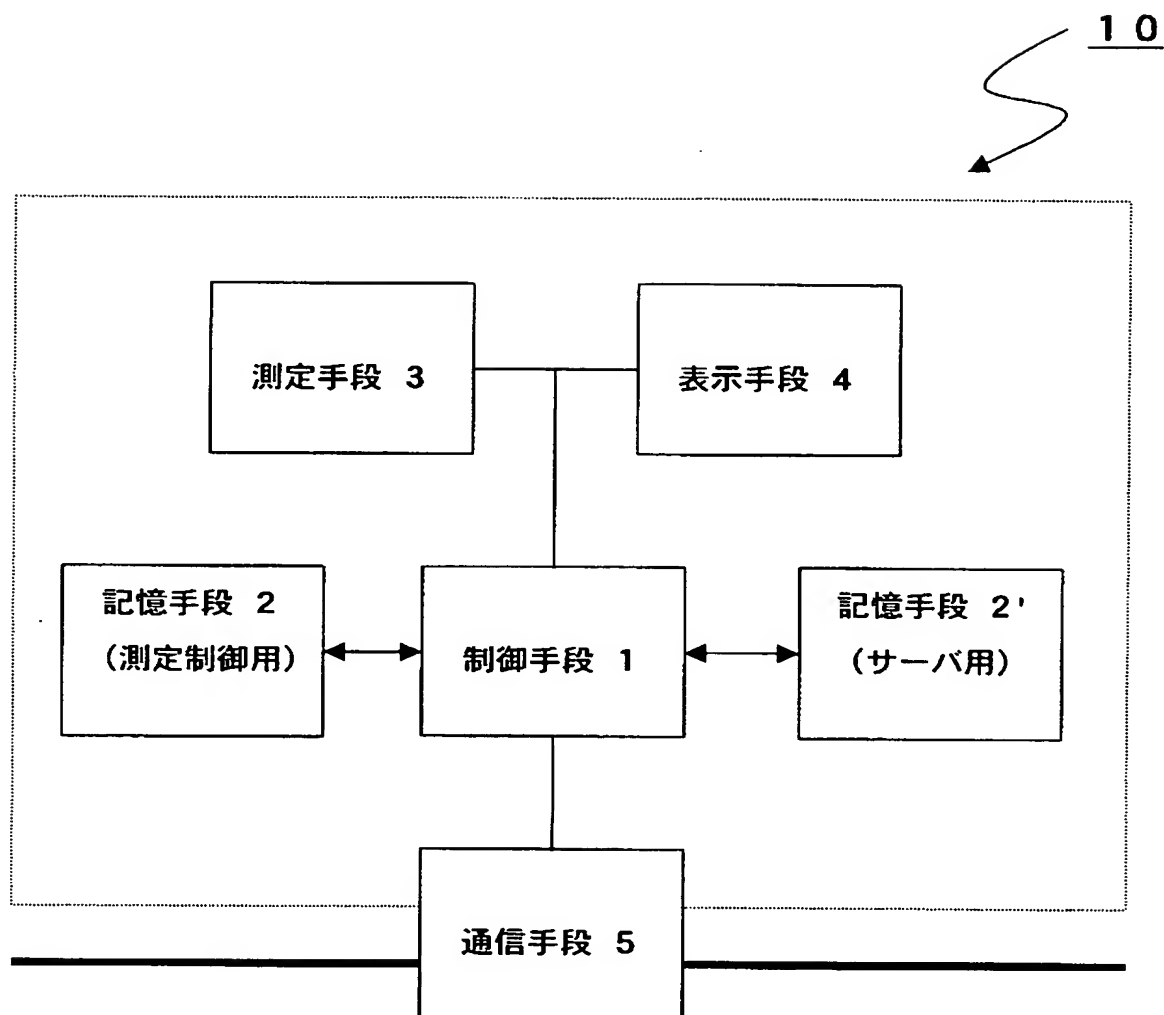 １０
測定手段 3
表示手段 4
記憶手段 2
（測定制御用）
制御手段 1
記憶手段 2'
（サーバ用）
通信手段 5